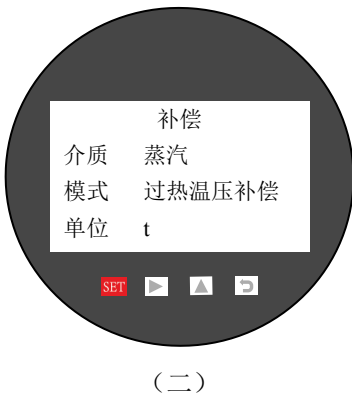 补偿
介质 蒸汽
模式 过热温压补偿
单位 t
SET
（二）